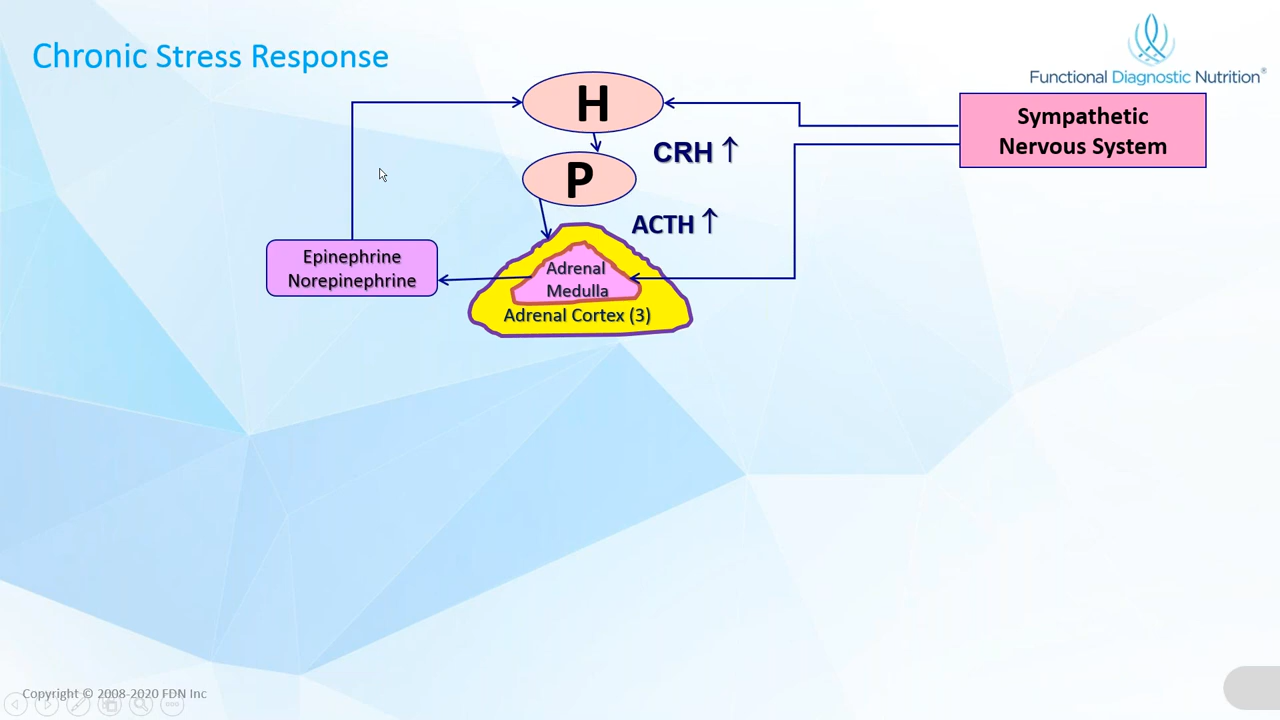 Chronic Stress Response
Functional Diagnostic Nutrition®
H
Sympathetic
Nervous System
CRH ↑
P
ACTH ↑
Epinephrine
Norepinephrine
Adrenal
Medulla
Adrenal Cortex (3)
Copyright © 2008-2020 FDN Inc